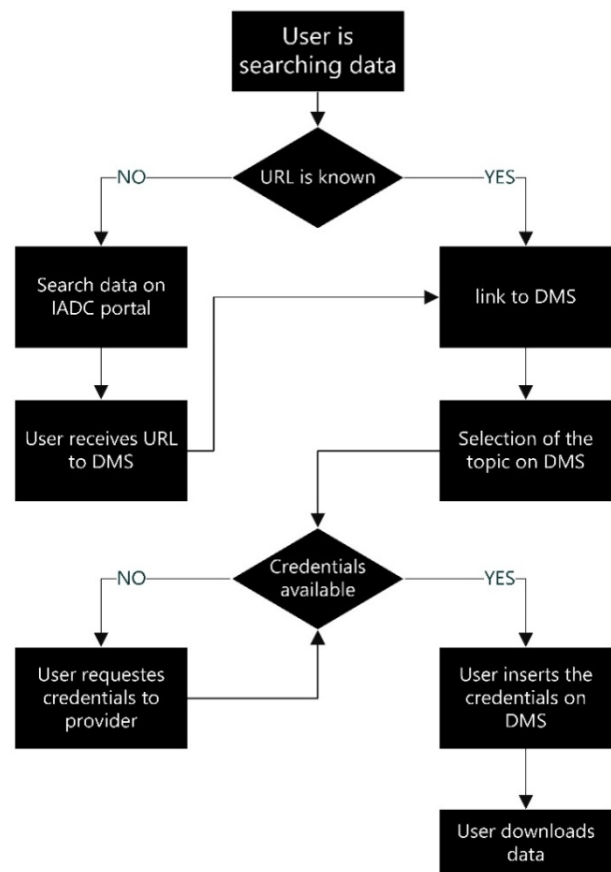 User is
searching data
URL is known
NO
YES
Search data on
IADC portal
link to DMS
User receives URL
to DMS
Selection of the
topic on DMS
Credentials
available
NO
YES
User requestes
credentials to
provider
User inserts the
credentials on
DMS
User downloads
data